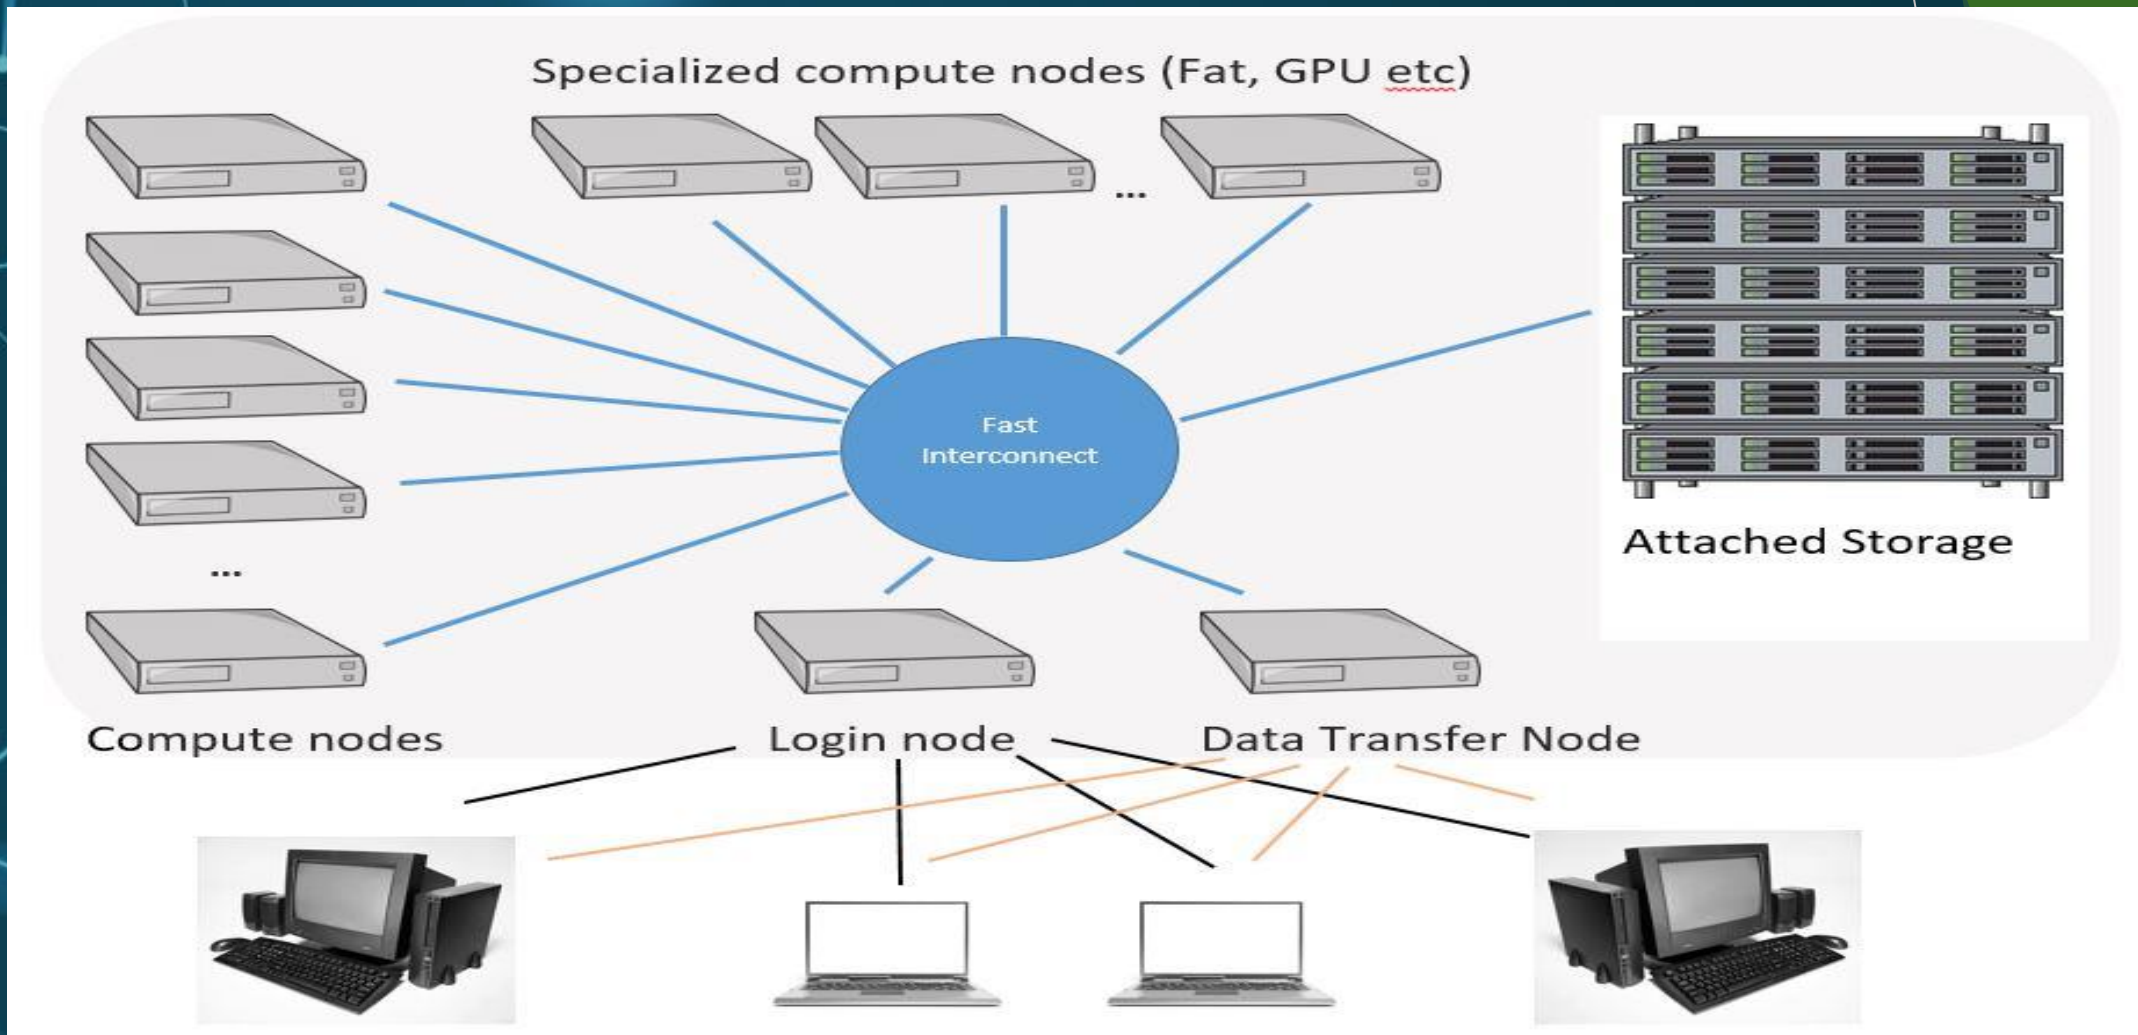 Specialized compute nodes (Fat, GPU etc)
...
Fast
Interconnect
Attached Storage
...
Compute nodes
Login node
Data Transfer Node